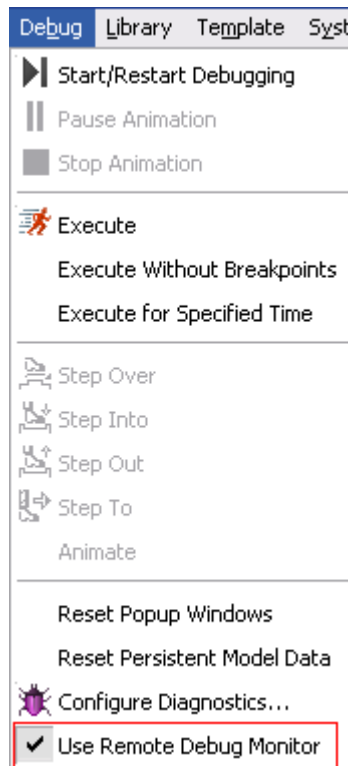 Debug Library Template Syst
Start/Restart Debugging
Pause Animation
Stop Animation
Execute
Execute Without Breakpoints
Execute for Specified Time
Step Over
Step Into
Step Out
Step To
Animate
Reset Popup Windows
Reset Persistent Model Data
Configure Diagnostics...
Use Remote Debug Monitor